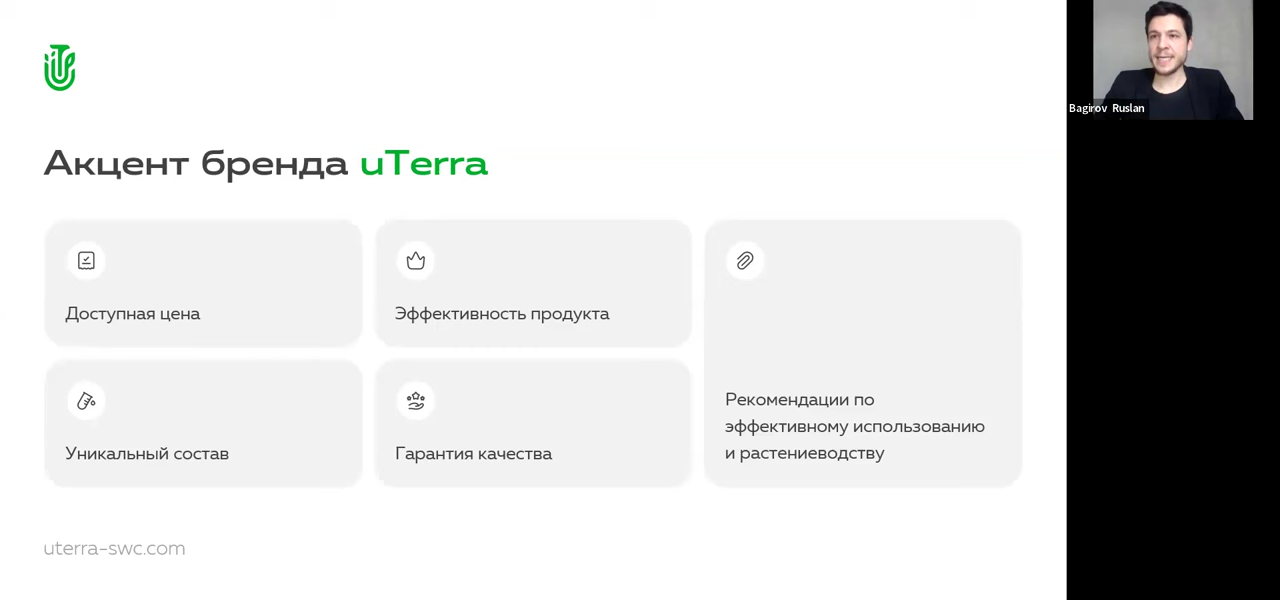 Акцент бренда uTerra
Доступная цена
Эффективность продукта
Рекомендации по
эффективному использованию
и растениеводству
Уникальный состав
Гарантия качества
uterra-swc.com
Bagirov Ruslan